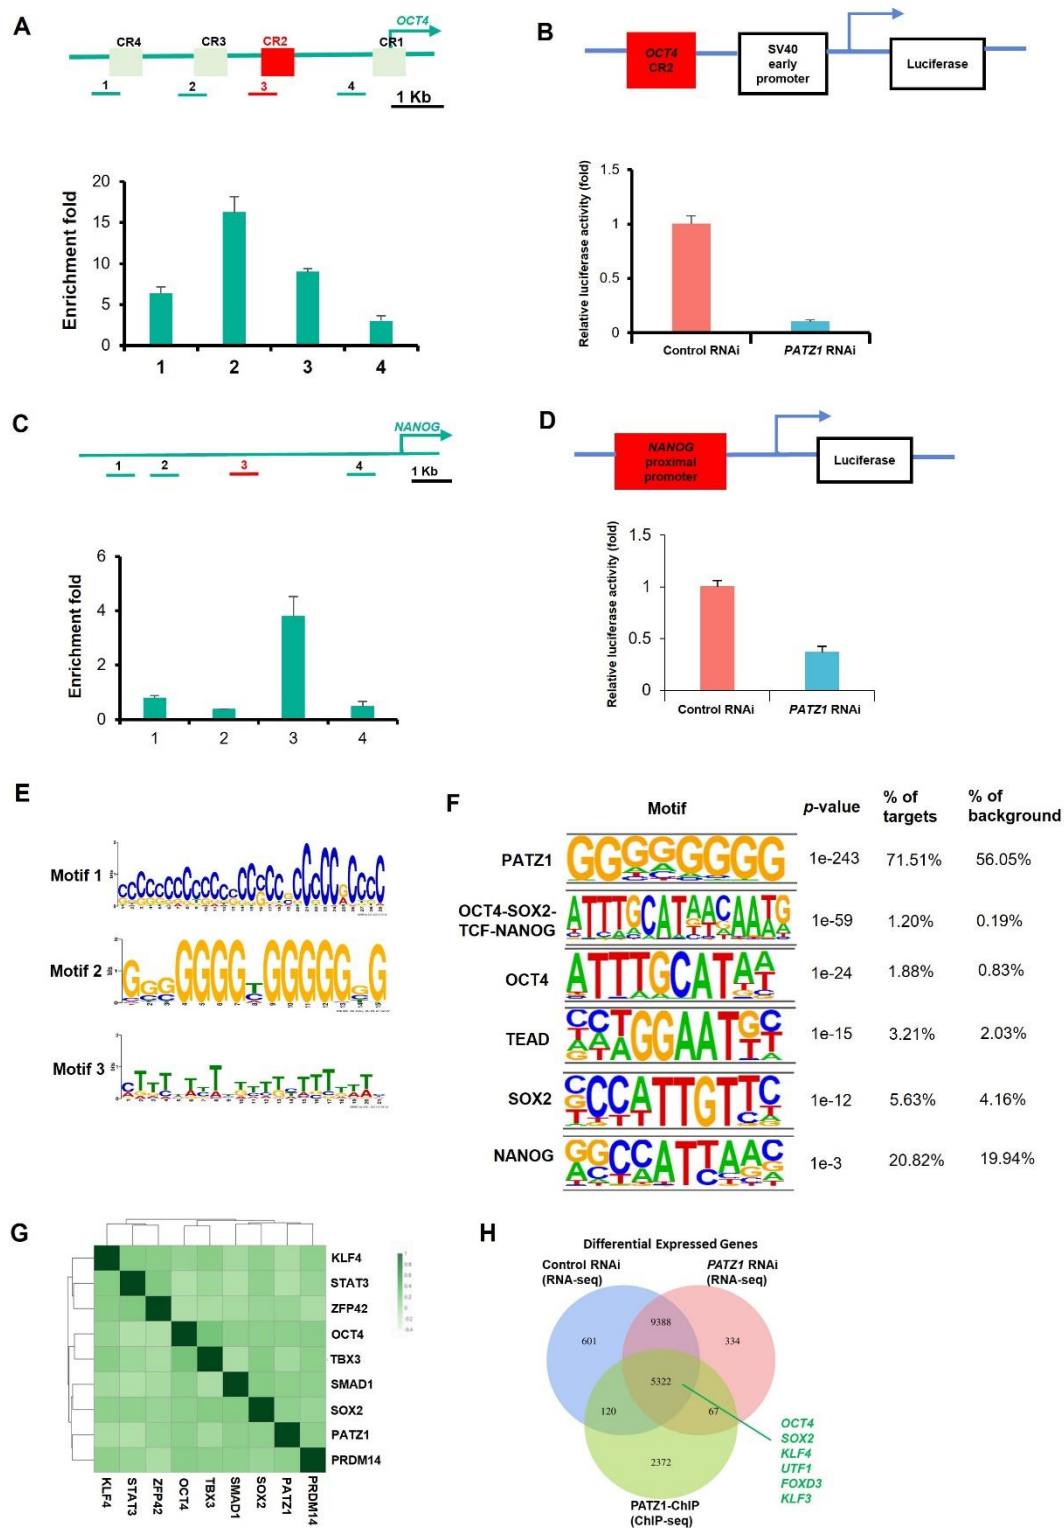 A
OCT4
CR4 CR3 CR2 CR1
1 2 3 4
1 Kb
Enrichment fold
20
15
10
5
0
1 2 3 4
B
OCT4
CR2
SV40
early
promoter
Luciferase
Relative luciferase activity (fold)
1.5
1
0.5
0
Control RNAi PATZ1 RNAi
C
NANOG
1 2 3 4
1 Kb
Enrichment fold
6
4
2
0
1 2 3 4
D
NANOG
proximal
promoter
Luciferase
Relative luciferase activity (fold)
1.5
1
0.5
0
Control RNAi PATZ1 RNAi
E
Motif 1
Motif 2
Motif 3
F
Motif p-value % of targets % of background
PATZ1 1e-243 71.51% 56.05%
OCT4-SOX2-
TCF-NANOG 1e-59 1.20% 0.19%
OCT4 1e-24 1.88% 0.83%
TEAD 1e-15 3.21% 2.03%
SOX2 1e-12 5.63% 4.16%
NANOG 1e-3 20.82% 19.94%
G
KLF4
STAT3
ZFP42
OCT4
TBX3
SMAD1
SOX2
PATZ1
PRDM14
KLF4 STAT3 ZFP42 OCT4 TBX3 SMAD1 SOX2 PATZ1 PRDM14
H
Differential Expressed Genes
Control RNAi
(RNA-seq)
PATZ1 RNAi
(RNA-seq)
9388
601
334
5322
120
67
2372
OCT4
SOX2
KLF4
UTF1
FOXD3
KLF3
PATZ1-ChIP
(ChIP-seq)